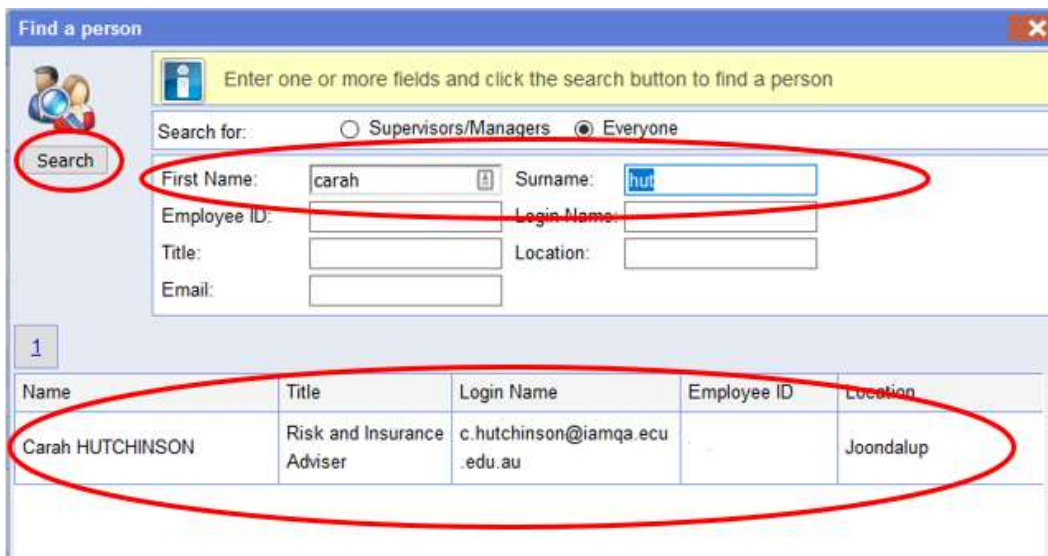 Find a person
Enter one or more fields and click the search button to find a person
Search for: Supervisors/Managers Everyone
Search
First Name: carah Surname: hut
Employee ID: Login Name:
Title: Location:
Email:
1
Name Title Login Name Employee ID Location
Carah HUTCHINSON Risk and Insurance Adviser c.hutchinson@iamqa.ecu.edu.au Joondalup